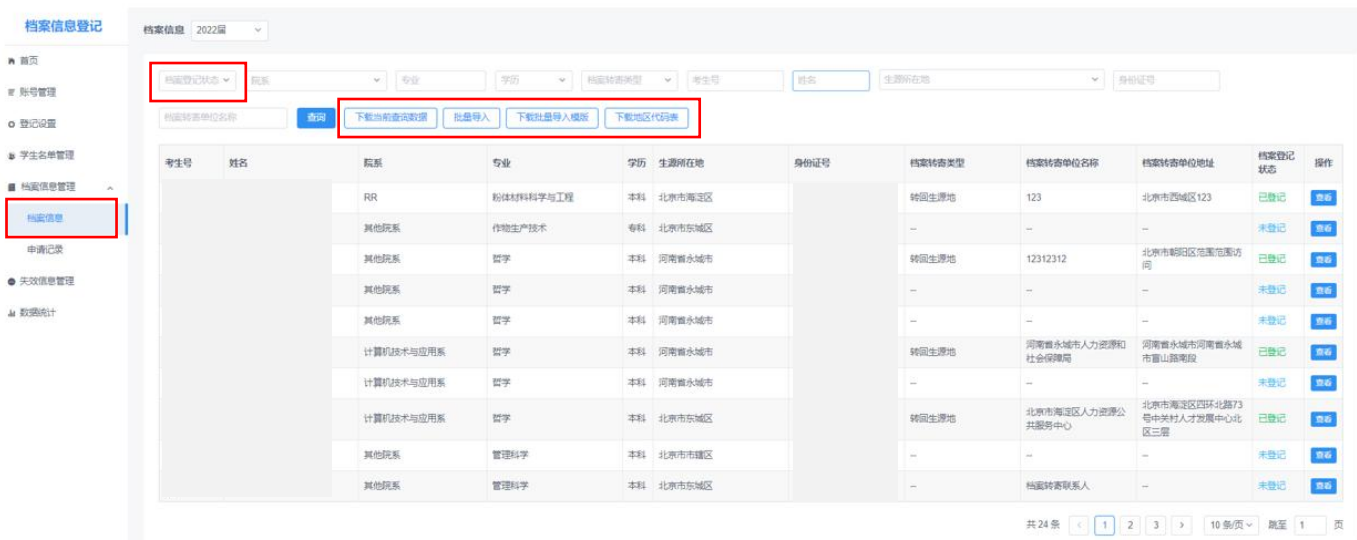 档案信息登记
档案信息 2022届
首页
账号管理
登记设置
学生名单管理
档案信息管理
档案信息
申请记录
失效信息管理
数据统计
档案登记状态 院系 专业 学历 档案转寄类型 考生号 姓名 生源所在地 身份证号
档案转寄单位名称 查询 下载当前查询数据 批量导入 下载批量导入模版 下载地区代码表
考生号 姓名 院系 专业 学历 生源所在地 身份证号 档案转寄类型 档案转寄单位名称 档案转寄单位地址 档案登记
状态 操作
RR 粉体材料科学与工程 本科 北京市海淀区 转回生源地 123 北京市西城区123 已登记 查看
其他院系 作物生产技术 专科 北京市东城区 -- -- -- 未登记 查看
其他院系 哲学 本科 河南省永城市 转回生源地 12312312 北京市朝阳区范围范围访
问 已登记 查看
其他院系 哲学 本科 河南省永城市 -- -- -- 未登记 查看
其他院系 哲学 本科 河南省永城市 -- -- -- 未登记 查看
计算机技术与应用系 哲学 本科 河南省永城市 转回生源地 河南省永城市人力资源和 河南省永城市河南省永城
社会保障局 市雪山路南段 已登记 查看
计算机技术与应用系 哲学 本科 河南省永城市 -- -- -- 未登记 查看
计算机技术与应用系 哲学 本科 北京市东城区 转回生源地 北京市海淀区人力资源公 北京市海淀区四环北路73
共服务中心 号中关村人才发展中心北
区三层 已登记 查看
其他院系 管理科学 本科 北京市市辖区 -- -- -- 未登记 查看
其他院系 管理科学 本科 北京市东城区 -- 档案转寄联系人 -- 未登记 查看
共 24 条 < 1 2 3 > 10 条/页 跳至 1 页